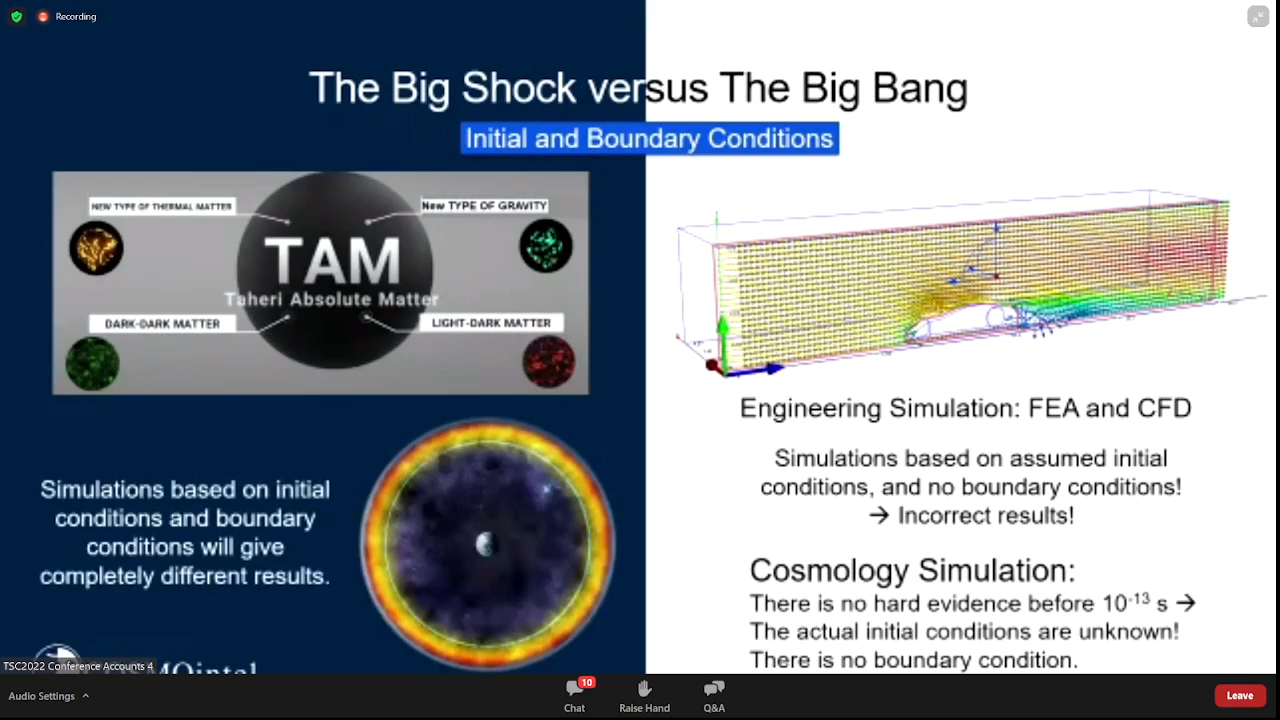 Recording
The Big Shock versus The Big Bang
Initial and Boundary Conditions
NEW TYPE OF THERMAL MATTER
New TYPE OF GRAVITY
TAM
Taheri Absolute Matter
DARK-DARK MATTER
LIGHT-DARK MATTER
Simulations based on initial
conditions and boundary
conditions will give
completely different results.
Engineering Simulation: FEA and CFD
Simulations based on assumed initial
conditions, and no boundary conditions!
→ Incorrect results!
Cosmology Simulation:
There is no hard evidence before 10⁻¹³ s →
The actual initial conditions are unknown!
There is no boundary condition.
TSC2022 Conference Accounts 4
Audio Settings
10
Chat
Raise Hand
Q&A
Leave